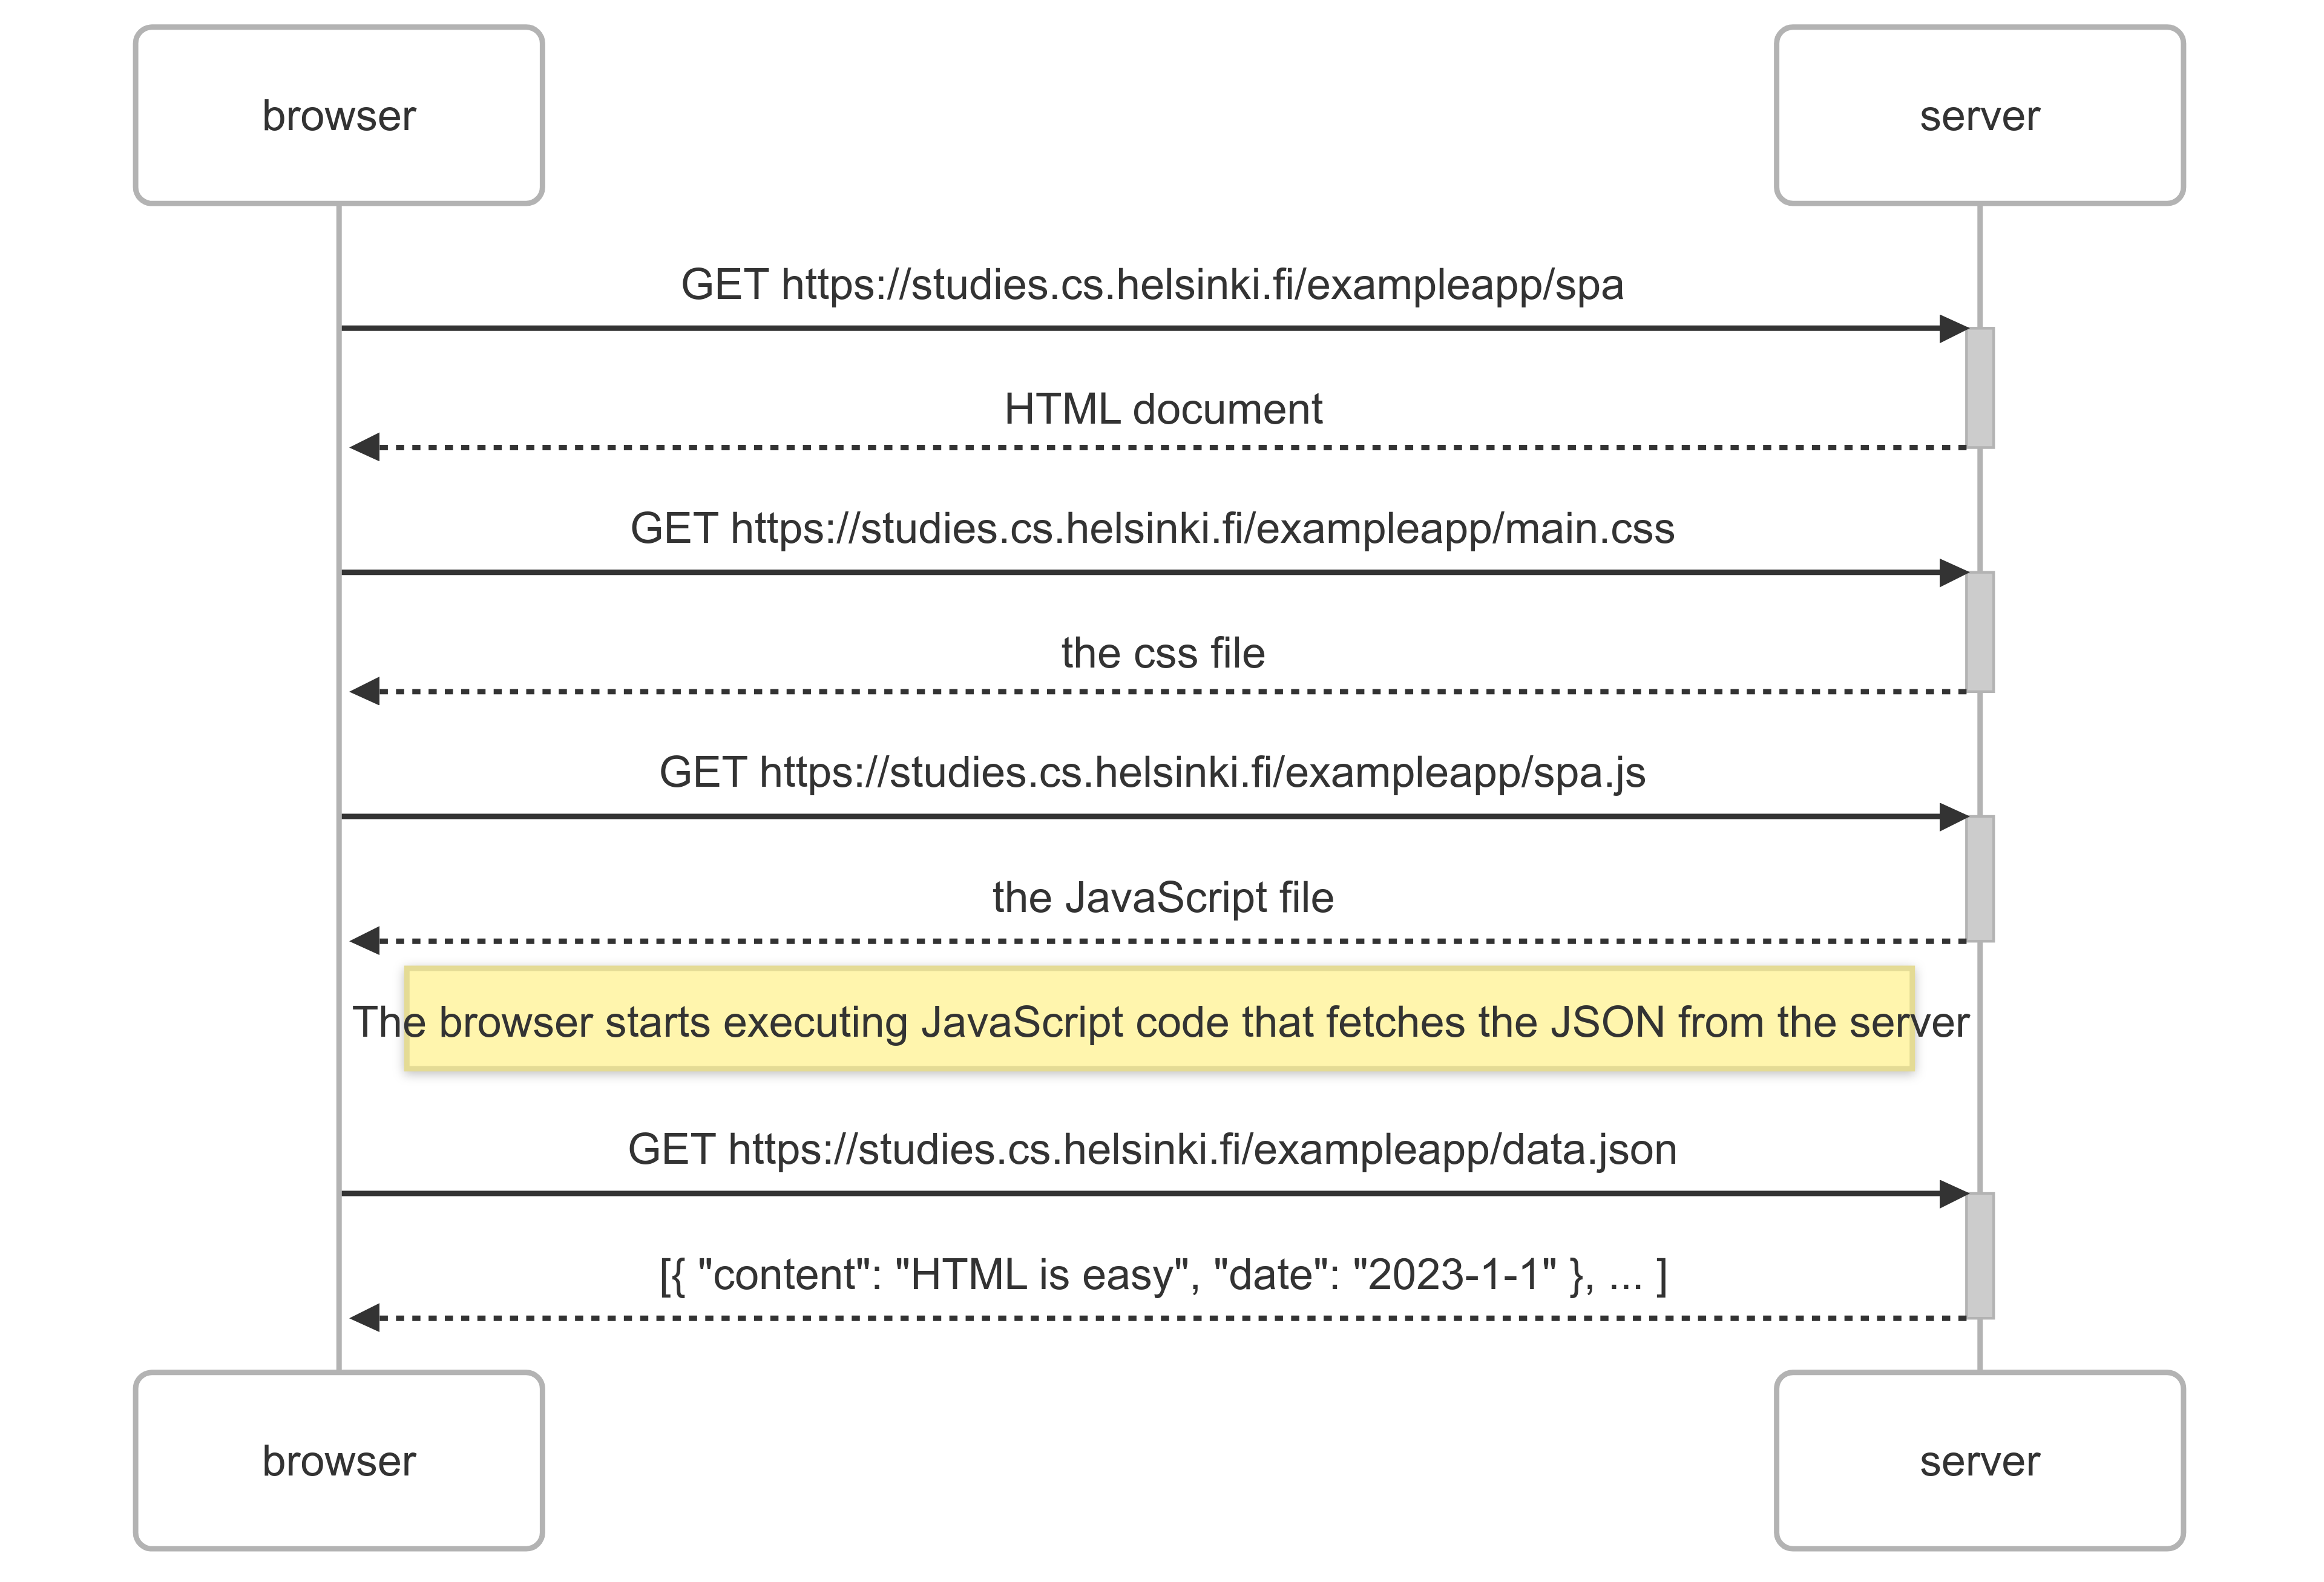 browser
server
GET https://studies.cs.helsinki.fi/exampleapp/spa
HTML document
GET https://studies.cs.helsinki.fi/exampleapp/main.css
the css file
GET https://studies.cs.helsinki.fi/exampleapp/spa.js
the JavaScript file
The browser starts executing JavaScript code that fetches the JSON from the server
GET https://studies.cs.helsinki.fi/exampleapp/data.json
[{ "content": "HTML is easy", "date": "2023-1-1" }, ... ]
browser
server